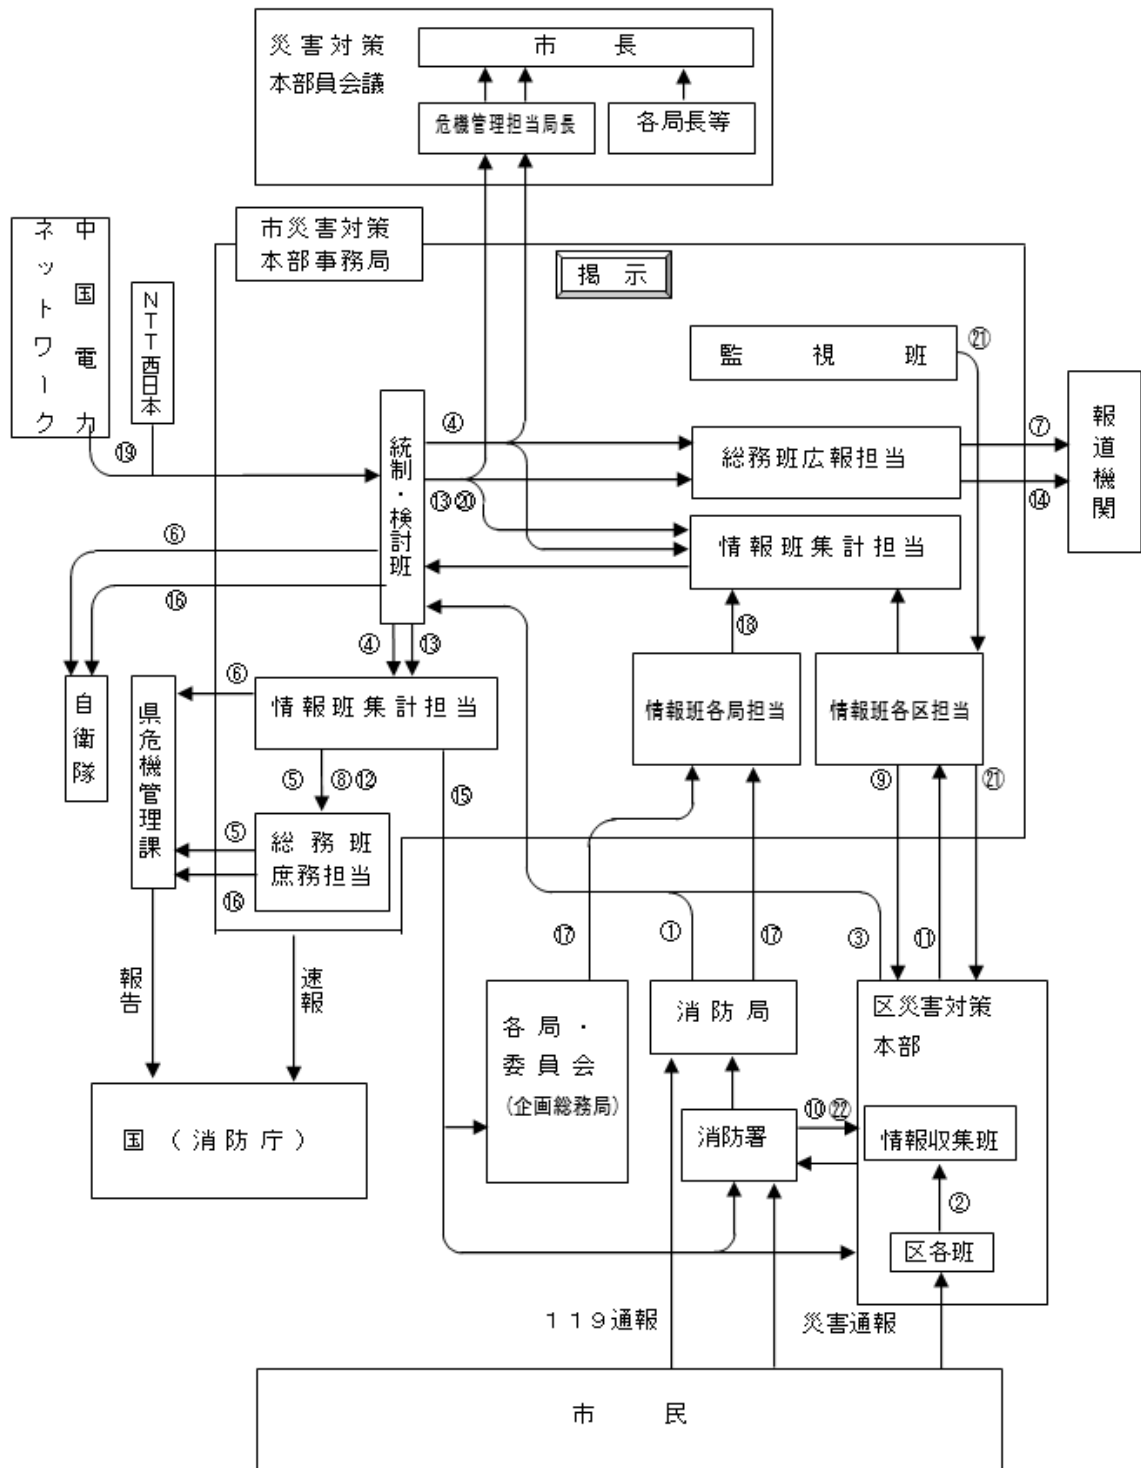 災害対策
本部員会議
市　長
危機管理担当局長
各局長等
中国電力
ネットワーク
NTT西日本
市災害対策
本部事務局
掲　示
監　視　班
㉑
⑲
統制・検討班
④
⑬⑳
総務班広報担当
情報班集計担当
⑦
⑭
報道機関
⑥
⑯
④
⑬
⑱
自衛隊
県危機管理課
⑥
情報班集計担当
情報班各局担当
情報班各区担当
⑤
⑧⑫
⑮
⑨
㉑
⑤
⑯
総務班
庶務担当
⑰
①
⑰
③
⑪
報告
速報
各局・
委員会
(企画総務局)
消防局
区災害対策
本部
国（消防庁）
消防署
⑩㉒
情報収集班
②
区各班
１１９通報
災害通報
市　民